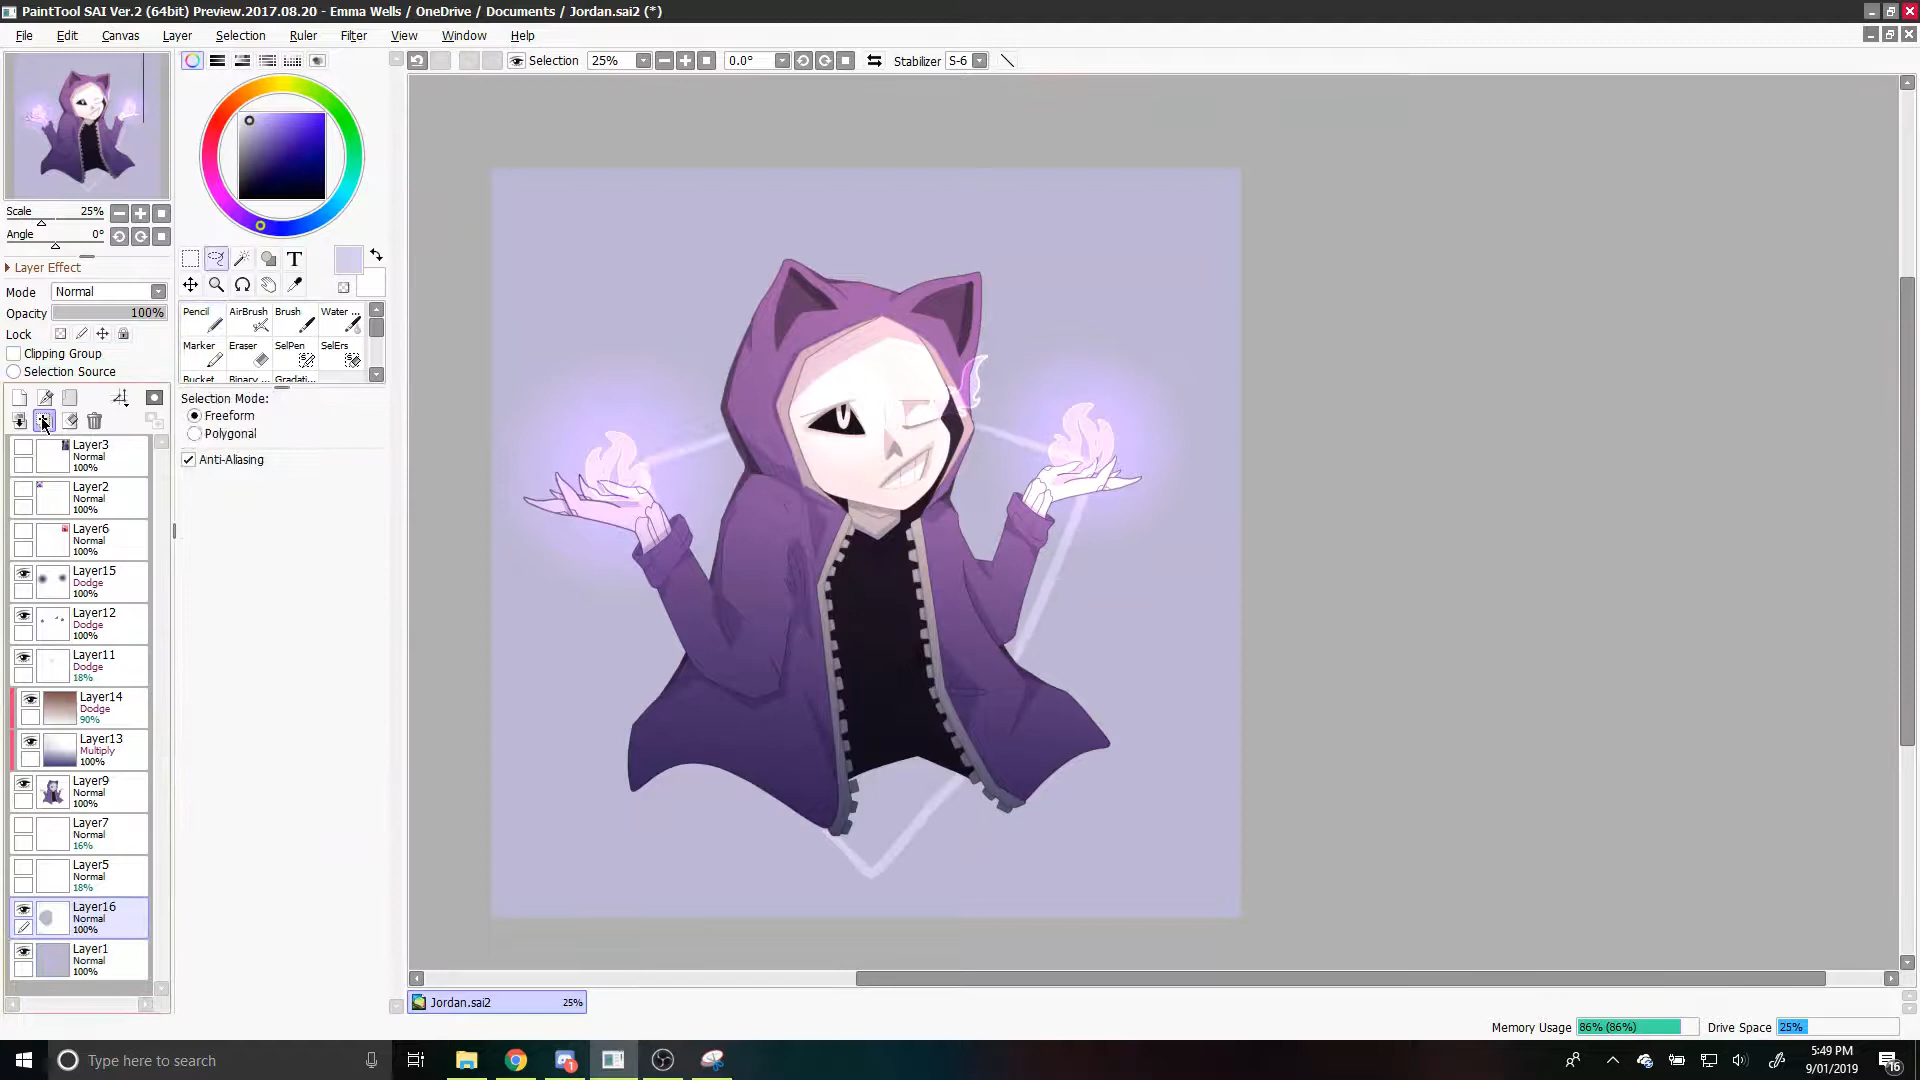 PaintTool SAI Ver.2 (64bit) Preview.2017.08.20 - Emma Wells / OneDrive / Documents / Jordan.sai2 (*)
File Edit Canvas Layer Selection Ruler Filter View Window Help
Selection 25% 0.0° Stabilizer S-6
Scale 25%
Angle 0°
Layer Effect
Mode Normal
Opacity 100%
Lock
Clipping Group
Selection Source
T
Pencil AirBrush Brush Water ...
Marker Eraser SelPen SelErs
Bucket Binary ... Gradati...
Selection Mode:
Freeform
Polygonal
Anti-Aliasing
Layer3
Normal
100%
Layer2
Normal
100%
Layer6
Normal
100%
Layer15
Dodge
100%
Layer12
Dodge
100%
Layer11
Dodge
18%
Layer14
Dodge
90%
Layer13
Multiply
100%
Layer9
Normal
100%
Layer7
Normal
16%
Layer5
Normal
18%
Layer16
Normal
100%
Layer1
Normal
100%
Jordan.sai2 25%
Memory Usage 86% (86%) Drive Space 25%
Type here to search
5:49 PM
9/01/2019
1
16